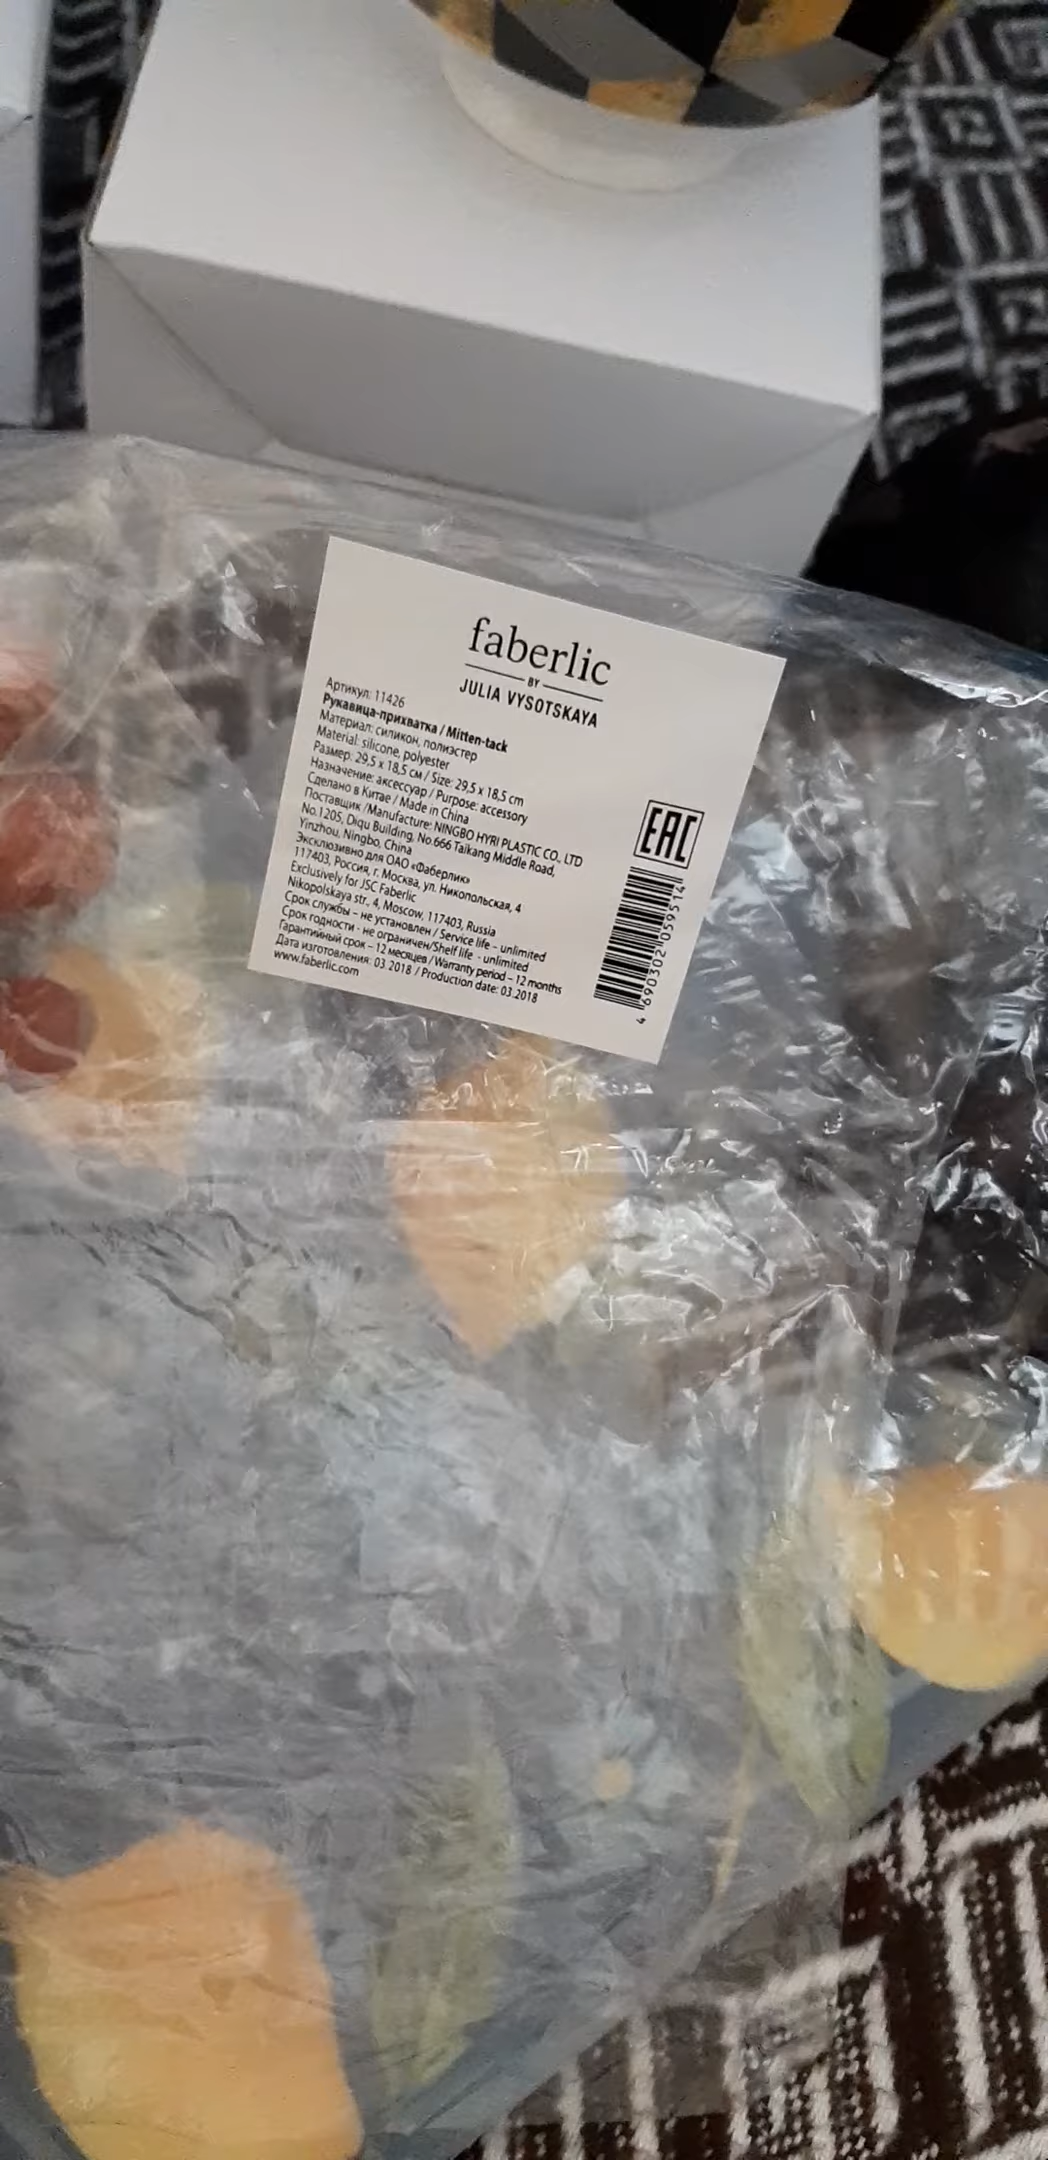 faberlic
BY
JULIA VYSOTSKAYA
Артикул: 11426
Рукавица-прихватка / Mitten-tack
Материал: силикон, полиэстер
Material: silicone, polyester
Размер: 29,5 x 18,5 см / Size: 29,5 x 18,5 cm
Назначение: аксессуар / Purpose: accessory
Сделано в Китае / Made in China
Поставщик /Manufacture: NINGBO HYRI PLASTIC CO., LTD
No.1205, Diqu Building, No.666 Taikang Middle Road,
Yinzhou, Ningbo, China
Эксклюзивно для ОАО «Фаберлик»
117403, Россия, г. Москва, ул. Никопольская, 4
Exclusively for JSC Faberlic
Nikopolskaya str., 4, Moscow, 117403, Russia
Срок службы – не установлен / Service life – unlimited
Срок годности - не ограничен/Shelf life - unlimited
Гарантийный срок – 12 месяцев / Warranty period – 12 months
Дата изготовления: 03.2018 / Production date: 03.2018
www.faberlic.com
EAC
4 690302 059514